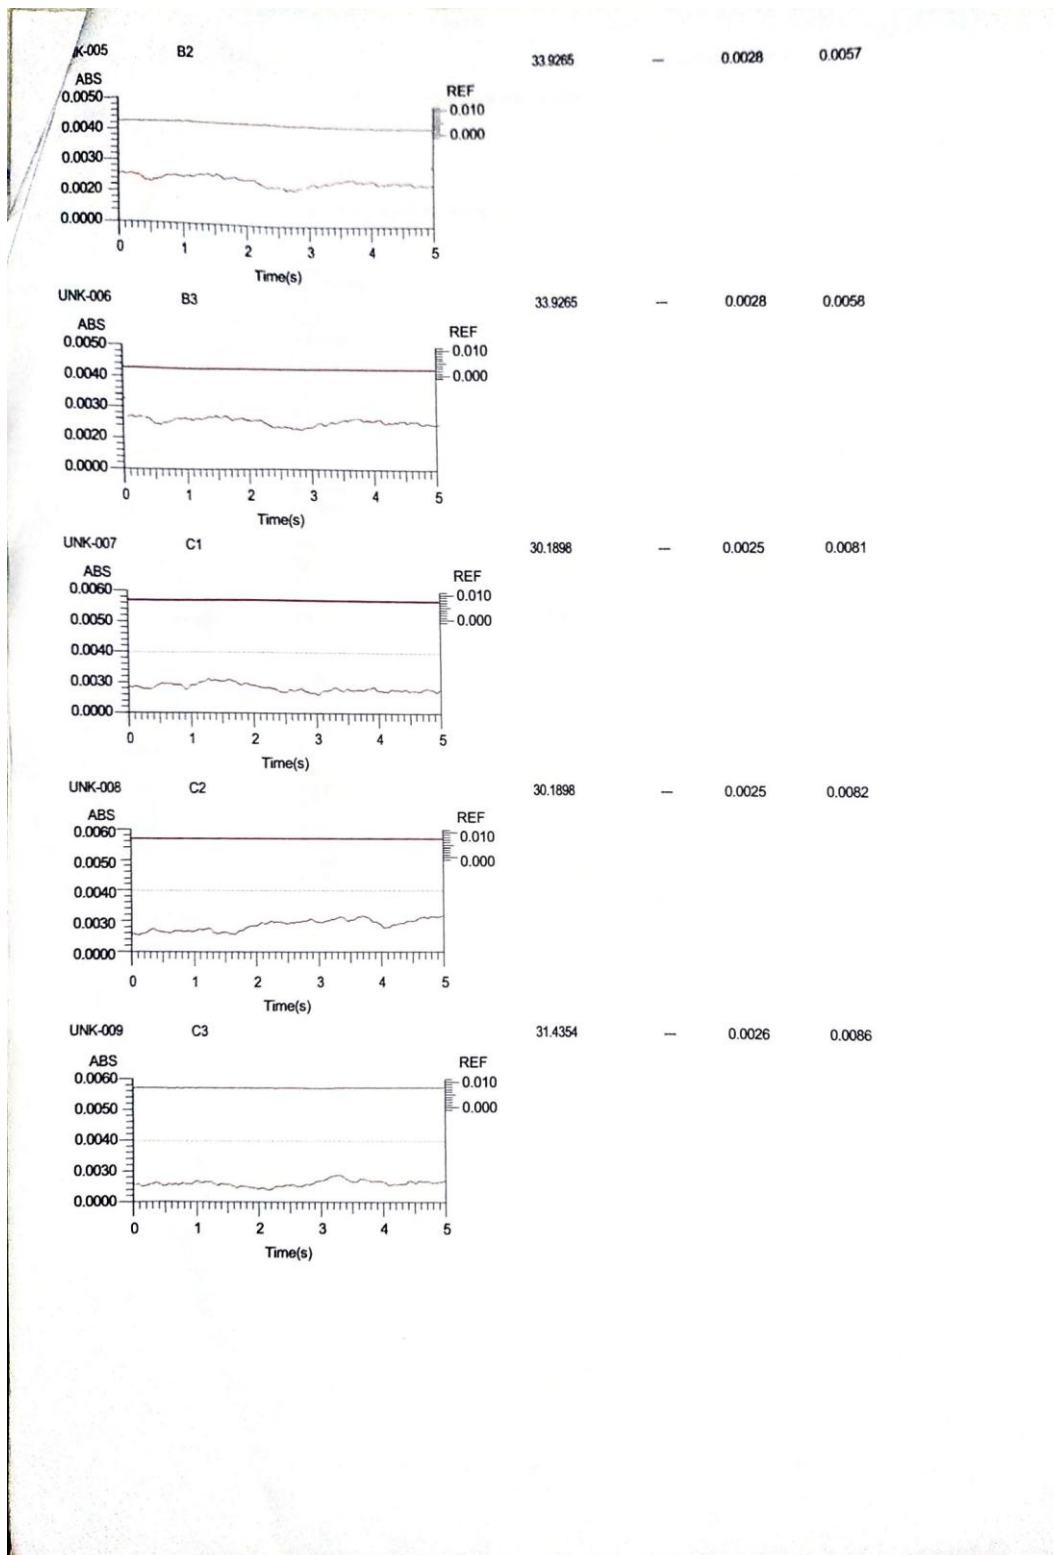 K-005 B2 33.9265 --- 0.0028 0.0057
ABS
REF
0.0050
0.010
0.0040
0.000
0.0030
0.0020
0.0000
0 1 2 3 4 5
Time(s)
UNK-006 B3 33.9265 --- 0.0028 0.0058
ABS
REF
0.0050
0.010
0.0040
0.000
0.0030
0.0020
0.0000
0 1 2 3 4 5
Time(s)
UNK-007 C1 30.1898 --- 0.0025 0.0081
ABS
REF
0.0060
0.010
0.0050
0.000
0.0040
0.0030
0.0000
0 1 2 3 4 5
Time(s)
UNK-008 C2 30.1898 --- 0.0025 0.0082
ABS
REF
0.0060
0.010
0.0050
0.000
0.0040
0.0030
0.0000
0 1 2 3 4 5
Time(s)
UNK-009 C3 31.4354 --- 0.0026 0.0086
ABS
REF
0.0060
0.010
0.0050
0.000
0.0040
0.0030
0.0000
0 1 2 3 4 5
Time(s)